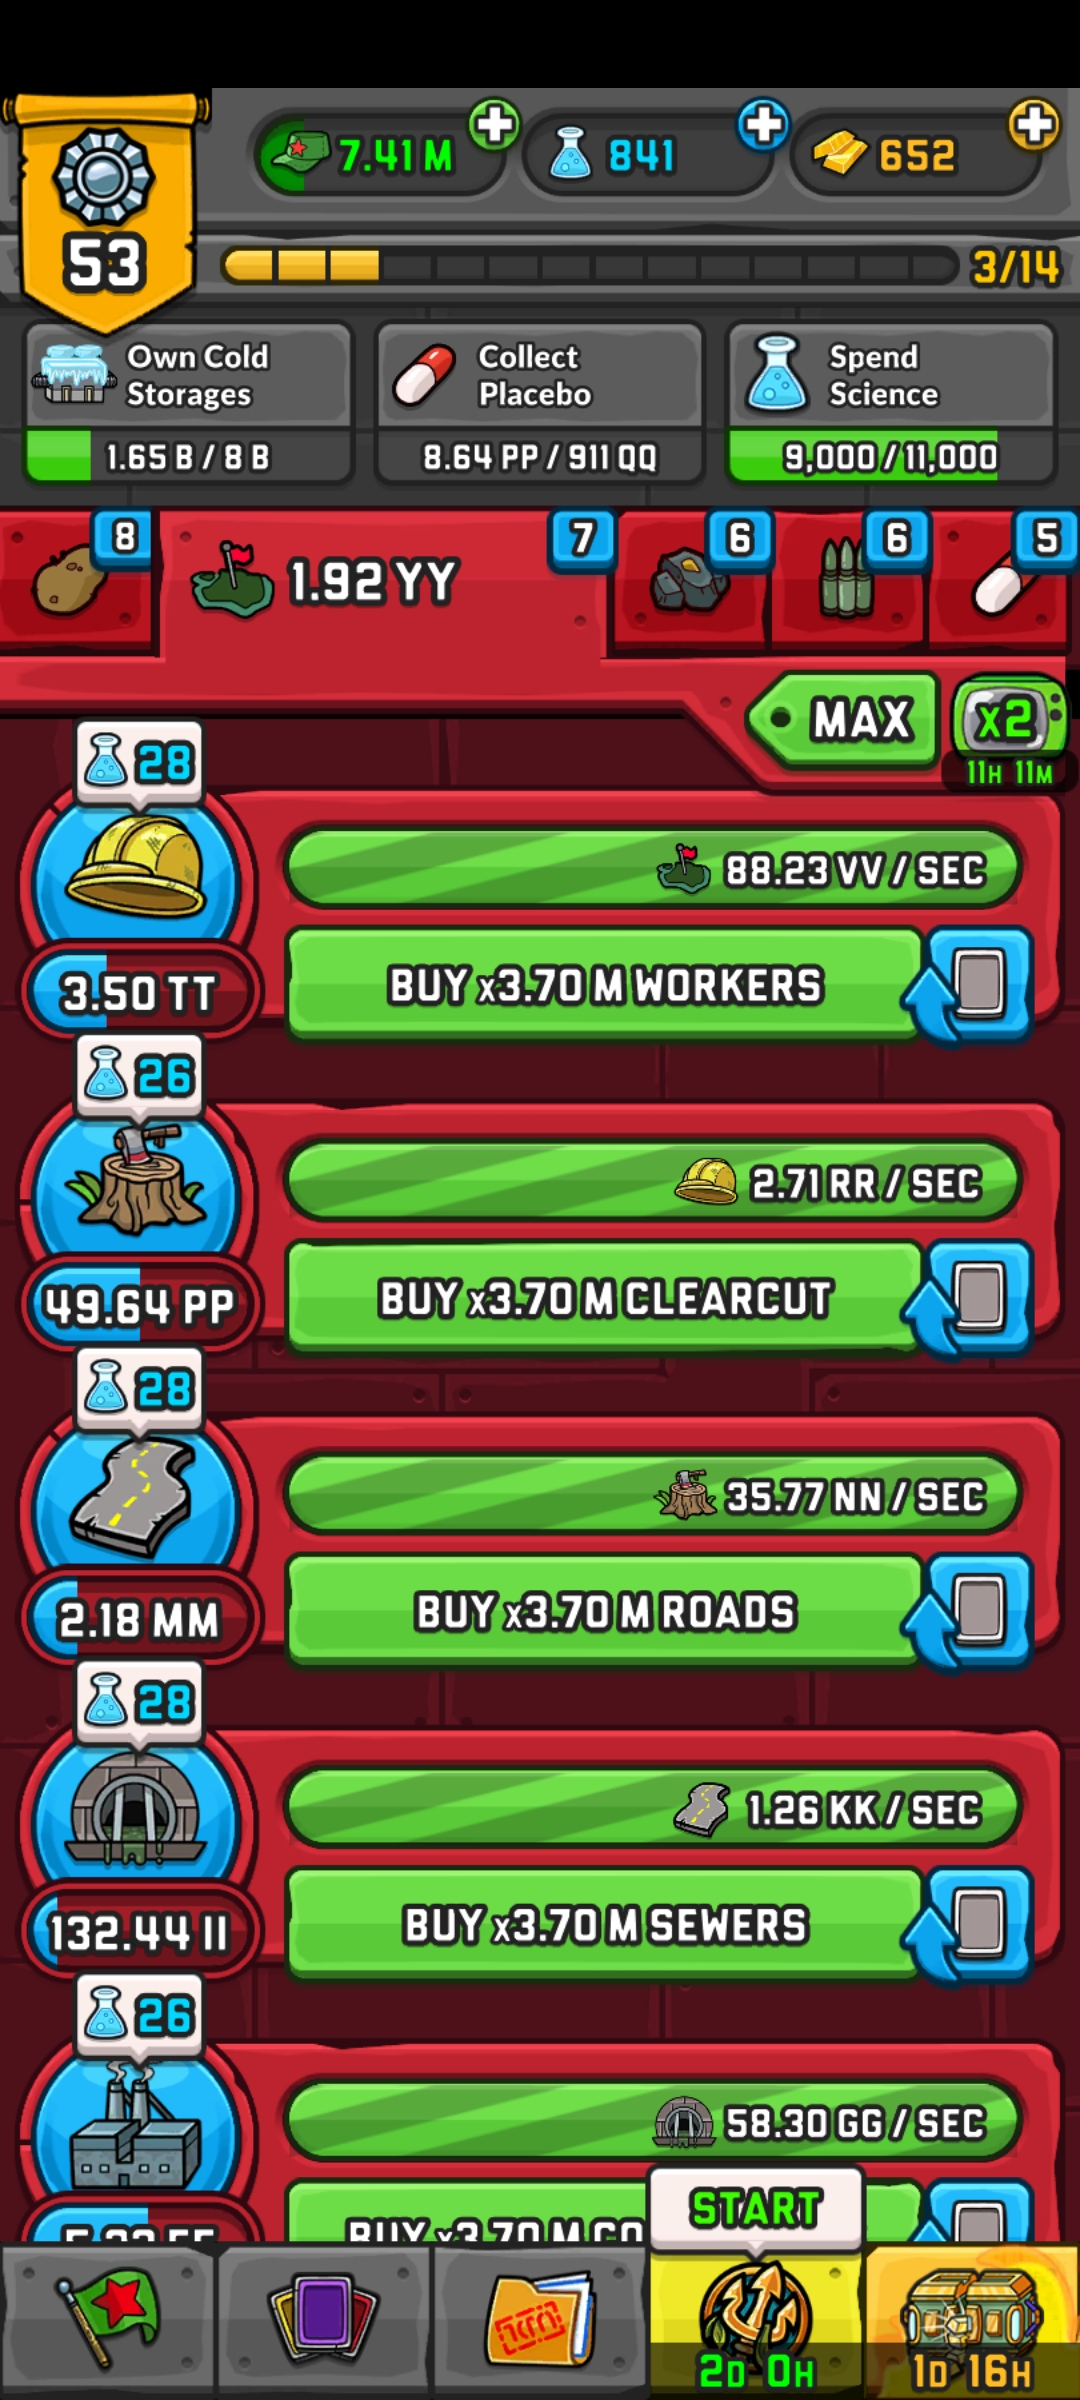 7.41 M
841
652
53
3/14
Own Cold
Storages
1.65 B / 8 B
Collect
Placebo
8.64 PP / 911 QQ
Spend
Science
9,000 / 11,000
8
1.92 YY
7
6
6
5
MAX
x2
11H 11M
28
88.23 VV / SEC
BUY x3.70 M WORKERS
3.50 TT
26
2.71 RR / SEC
BUY x3.70 M CLEARCUT
49.64 PP
28
35.77 NN / SEC
BUY x3.70 M ROADS
2.18 MM
28
1.26 KK / SEC
BUY x3.70 M SEWERS
132.44 II
26
58.30 GG / SEC
BUY x3.70 M
START
2D 0H
1D 16H